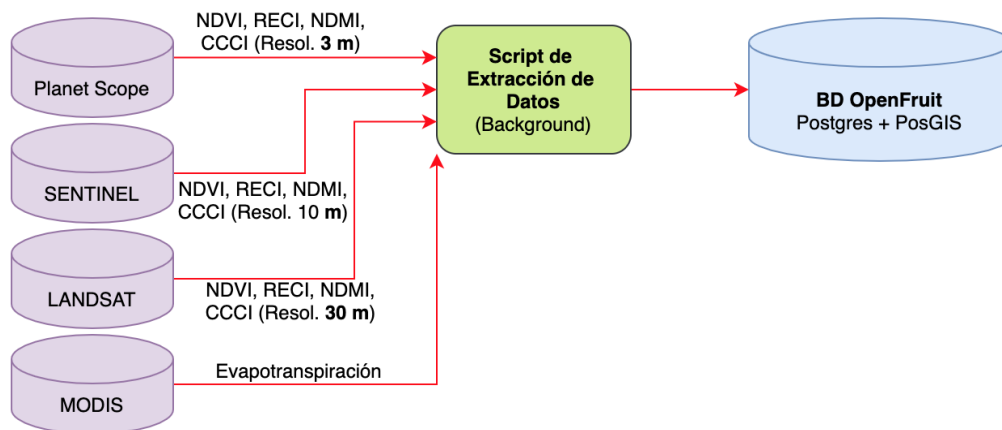 NDVI, RECI, NDMI,
CCCI (Resol. 3 m)
Planet Scope
Script de
Extracción de
Datos
(Background)
BD OpenFruit
Postgres + PosGIS
SENTINEL
NDVI, RECI, NDMI,
CCCI (Resol. 10 m)
LANDSAT
NDVI, RECI, NDMI,
CCCI (Resol. 30 m)
MODIS
Evapotranspiración